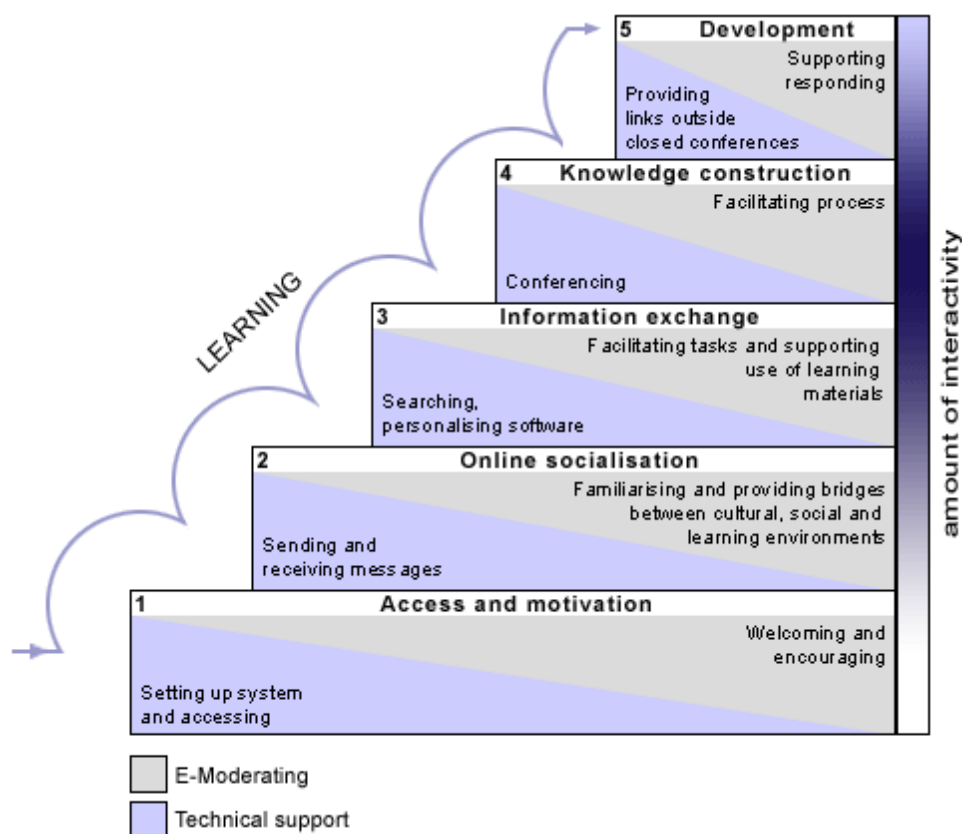 5 Development
Supporting
responding
Providing
links outside
closed conferences
4 Knowledge construction
Facilitating process
Conferencing
LEARNING
3 Information exchange
Facilitating tasks and supporting
use of learning
materials
Searching,
personalising software
2 Online socialisation
Familiarising and providing bridges
between cultural, social and
learning environments
Sending and
receiving messages
1 Access and motivation
Welcoming and
encouraging
Setting up system
and accessing
amount of interactivity
E-Moderating
Technical support